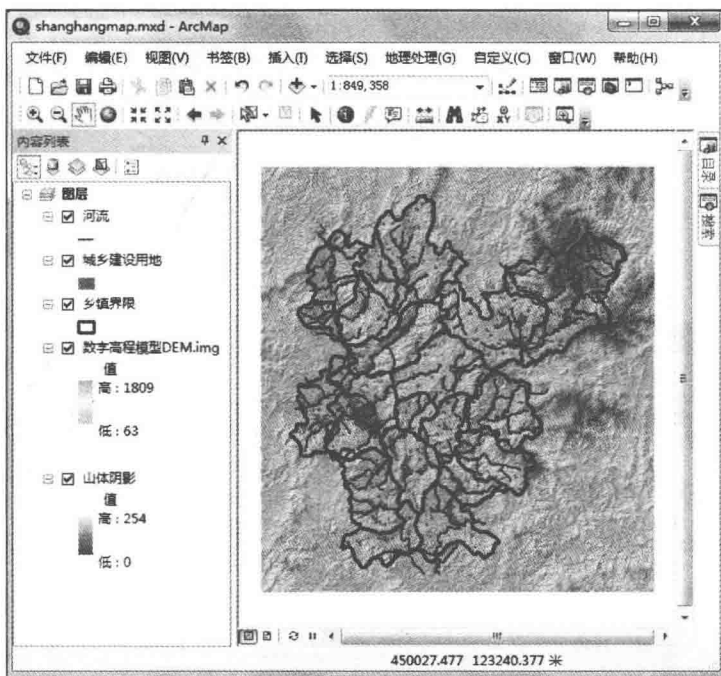 shanghangmap.mxd - ArcMap
文件(F) 编辑(E) 视图(V) 书签(B) 插入(I) 选择(S) 地理处理(G) 自定义(C) 窗口(W) 帮助(H)
1:849,358
内容列表
图层
河流
城乡建设用地
乡镇界限
数字高程模型DEM.img
值
高 : 1809
低 : 63
山体阴影
值
高 : 254
低 : 0
目录
搜索
450027.477 123240.377 米